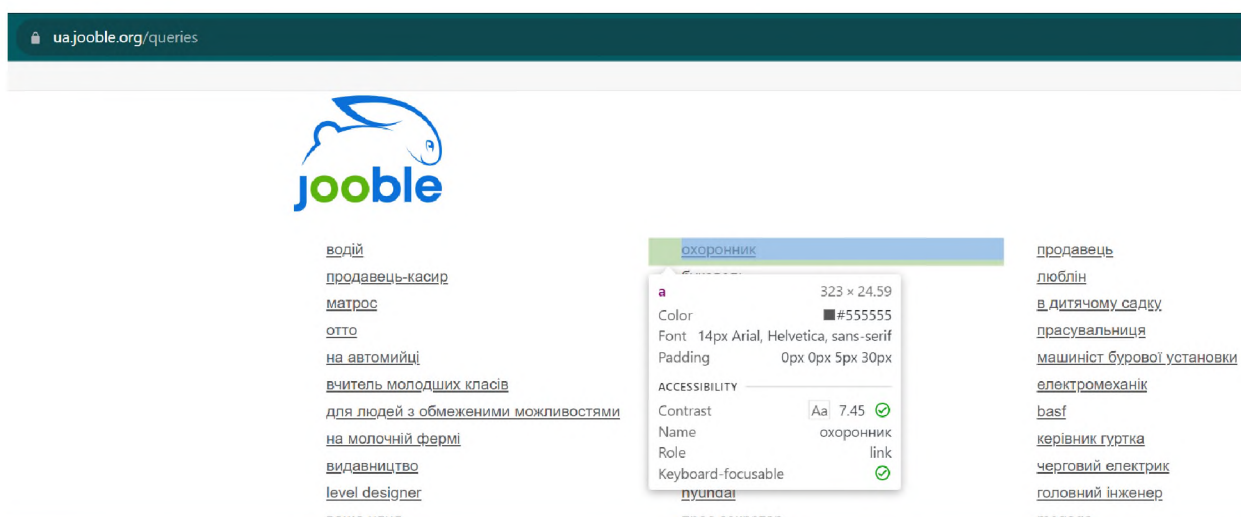 ua.jooble.org/queries
jooble
водій
продавець-касир
матрос
отто
на автомийці
вчитель молодших класів
для людей з обмеженими можливостями
на молочній фермі
видавництво
level designer
охоронник
a 323 × 24.59
Color #555555
Font 14px Arial, Helvetica, sans-serif
Padding 0px 0px 5px 30px
ACCESSIBILITY
Contrast Aa 7.45
Name охоронник
Role link
Keyboard-focusable
hyundai
продавець
люблін
в дитячому садку
прасувальниця
машиніст бурової установки
електромеханік
basf
керівник гуртка
черговий електрик
головний інженер